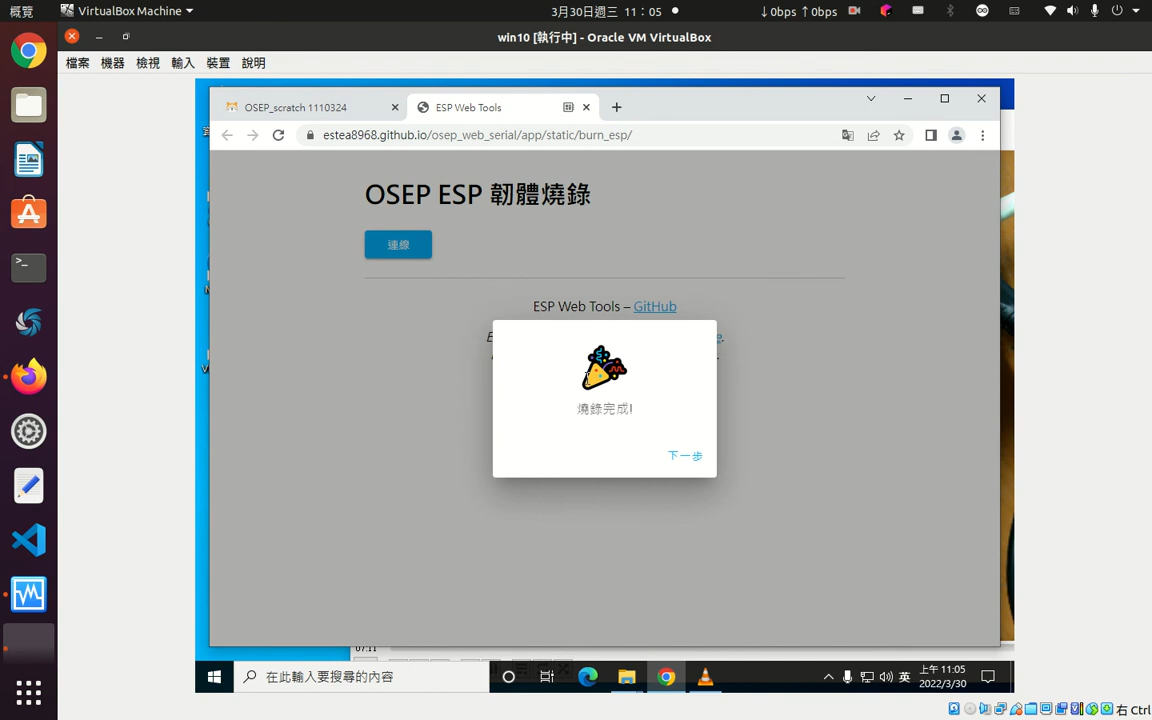 概覽 VirtualBox Machine 3月30日週三 11:05 ↓0bps ↑0bps
win10 [執行中] - Oracle VM VirtualBox
檔案 機器 檢視 輸入 裝置 說明
OSEP_scratch 1110324 ESP Web Tools
estea8968.github.io/osep_web_serial/app/static/burn_esp/
OSEP ESP 韌體燒錄
連線
ESP Web Tools – GitHub
燒錄完成!
下一步
07:11
在此輸入要搜尋的內容 英 上午 11:05
2022/3/30
右 Ctrl